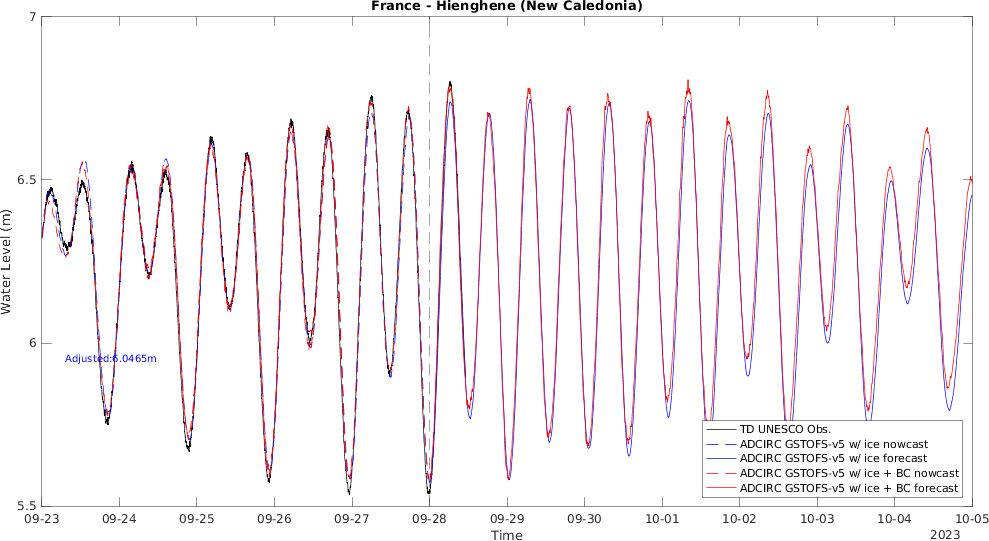 France - Hienghene (New Caledonia)
7
6.5
6
5.5
Water Level (m)
Adjusted:6.0465m
TD UNESCO Obs.
ADCIRC GSTOFS-v5 w/ ice nowcast
ADCIRC GSTOFS-v5 w/ ice forecast
ADCIRC GSTOFS-v5 w/ ice + BC nowcast
ADCIRC GSTOFS-v5 w/ ice + BC forecast
09-23 09-24 09-25 09-26 09-27 09-28 09-29 09-30 10-01 10-02 10-03 10-04 10-05
Time
2023